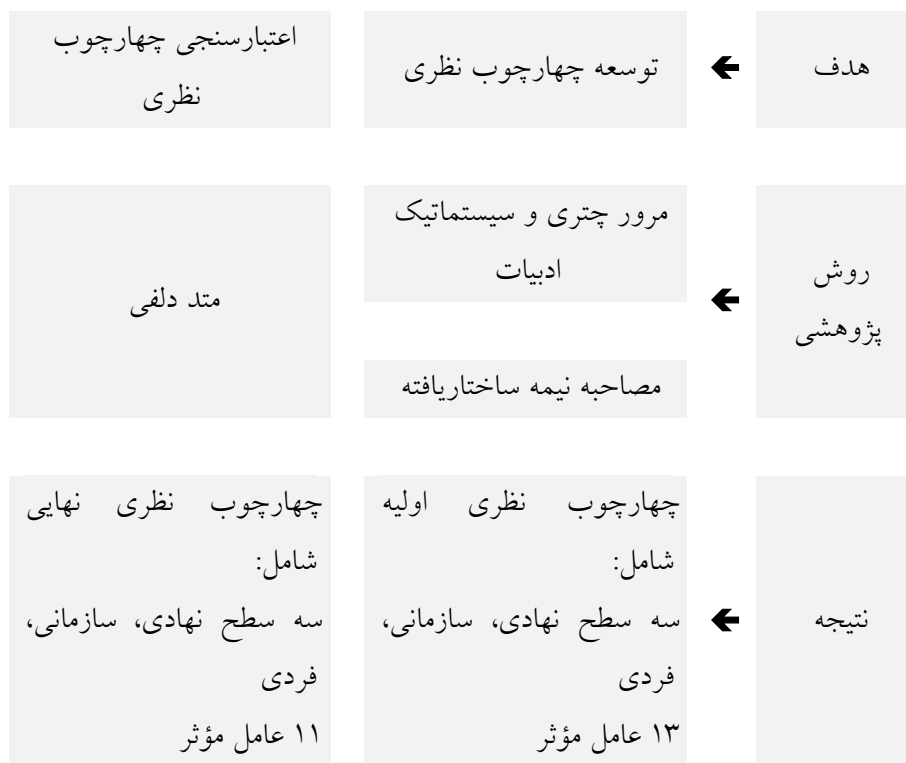 هدف
توسعه چهارچوب نظری
اعتبارسنجی چهارچوب
نظری
روش
پژوهشی
مرور چتری و سیستماتیک
ادبیات
مصاحبه نیمه ساختاریافته
متد دلفی
نتیجه
چهارچوب نظری اولیه
شامل:
سه سطح نهادی، سازمانی،
فردی
۱۳ عامل مؤثر
چهارچوب نظری نهایی
شامل:
سه سطح نهادی، سازمانی،
فردی
۱۱ عامل مؤثر